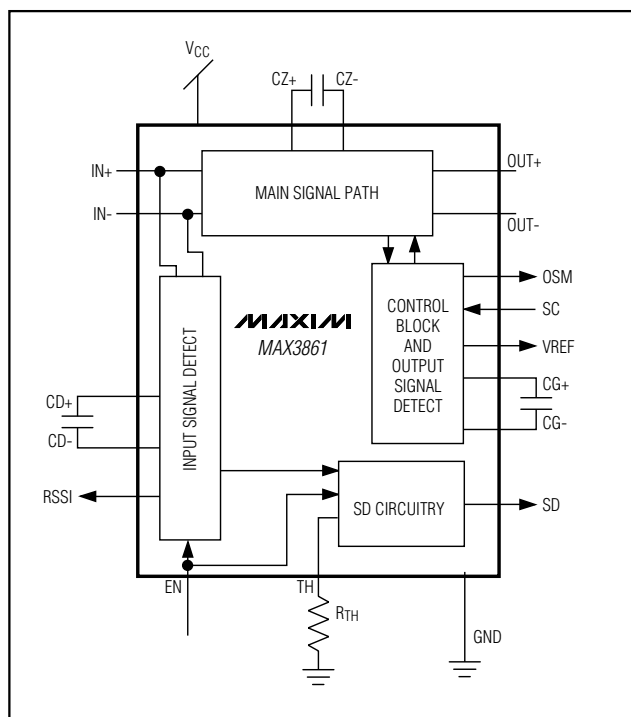 VCC
CZ+ CZ-
IN+
IN-
MAIN SIGNAL PATH
OUT+
OUT-
INPUT SIGNAL DETECT
MAXIM
MAX3861
CONTROL
BLOCK
AND
OUTPUT
SIGNAL
DETECT
OSM
SC
VREF
CG+
CG-
CD+
CD-
RSSI
SD CIRCUITRY
SD
EN
TH
RTH
GND